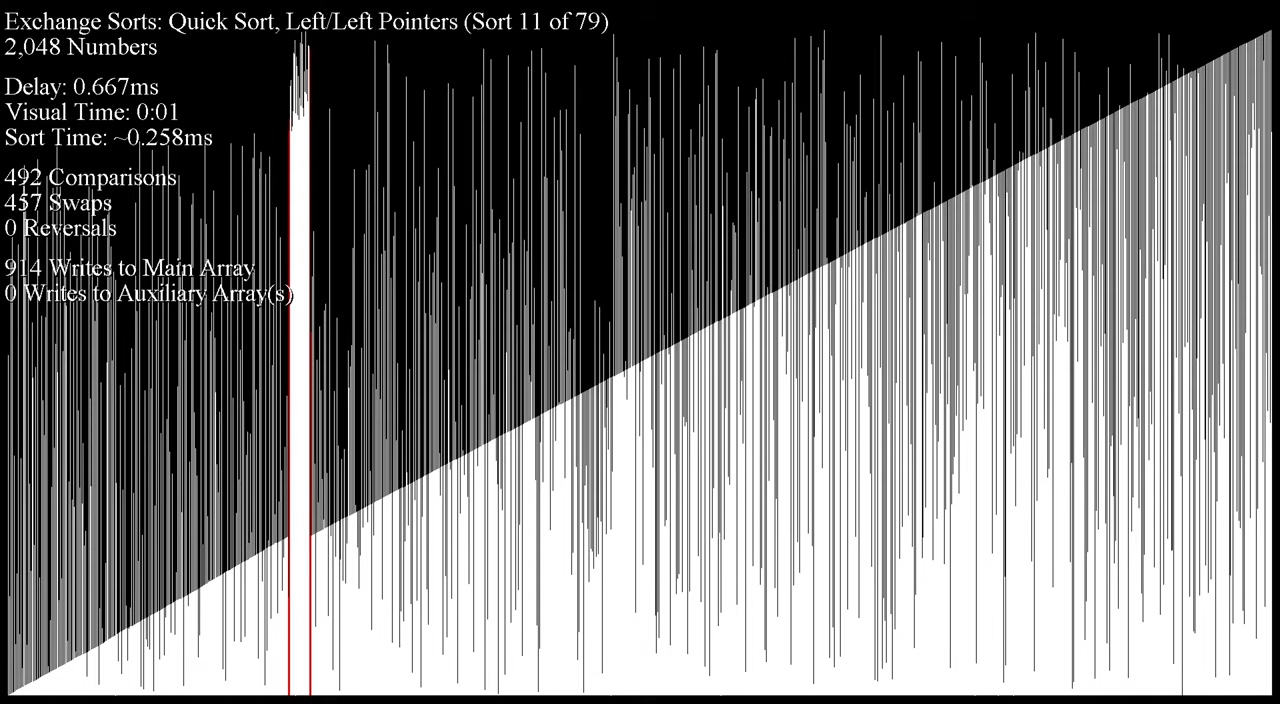 Exchange Sorts: Quick Sort, Left/Left Pointers (Sort 11 of 79)
2,048 Numbers
Delay: 0.667ms
Visual Time: 0:01
Sort Time: ~0.258ms
492 Comparisons
457 Swaps
0 Reversals
914 Writes to Main Array
0 Writes to Auxiliary Array(s)